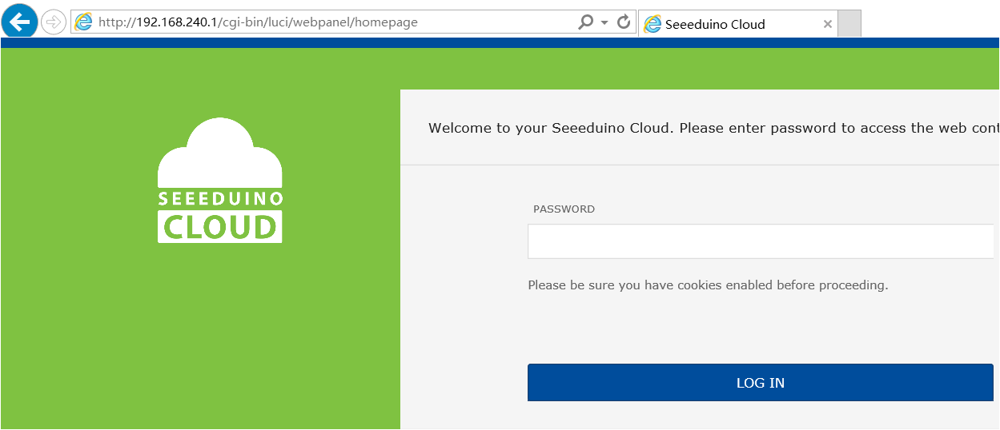 http://192.168.240.1/cgi-bin/luci/webpanel/homepage
Seeeduino Cloud
Welcome to your Seeeduino Cloud. Please enter password to access the web cont
SEEEDUINO
CLOUD
PASSWORD
Please be sure you have cookies enabled before proceeding.
LOG IN